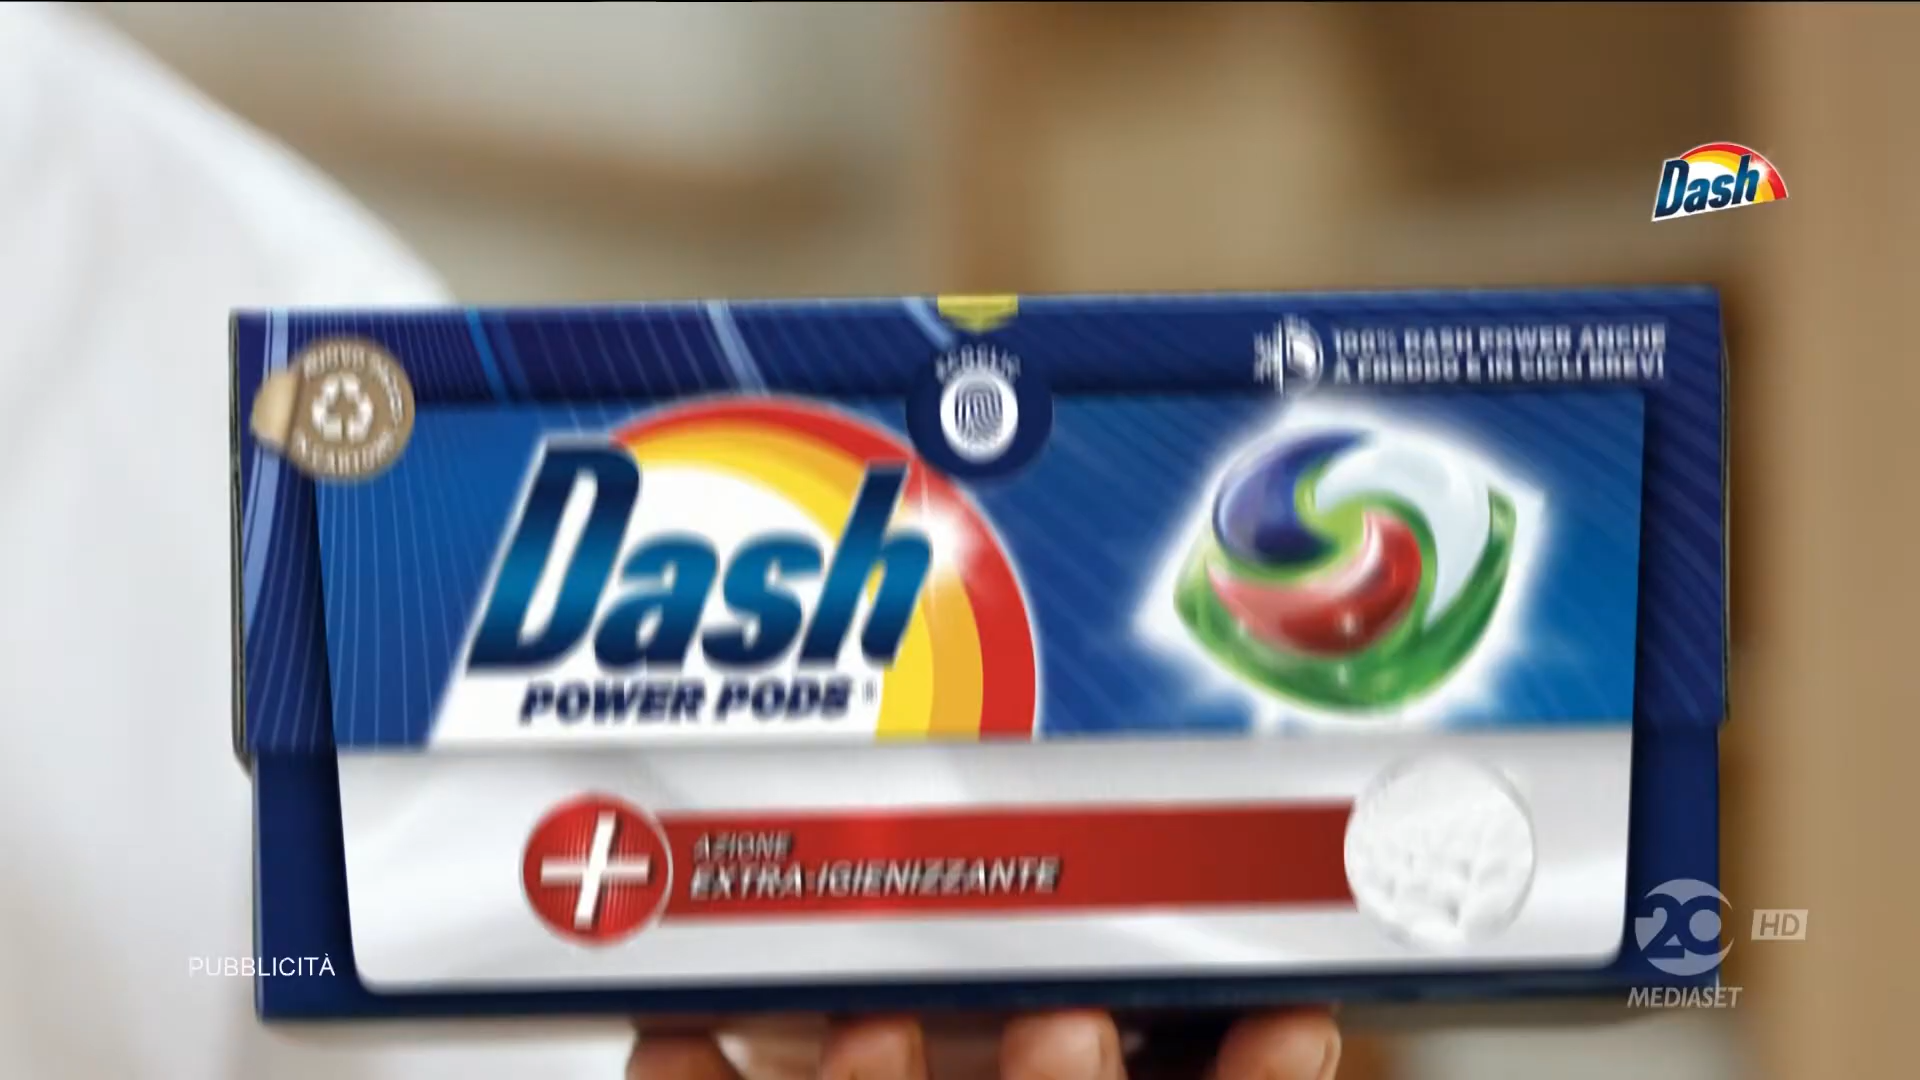 Dash
100% DASH POWER ANCHE
A FREDDO E IN CICLI BREVI
Dash
POWER PODS
AZIONE
EXTRA-IGIENIZZANTE
PUBBLICITÀ
20 HD
MEDIASET